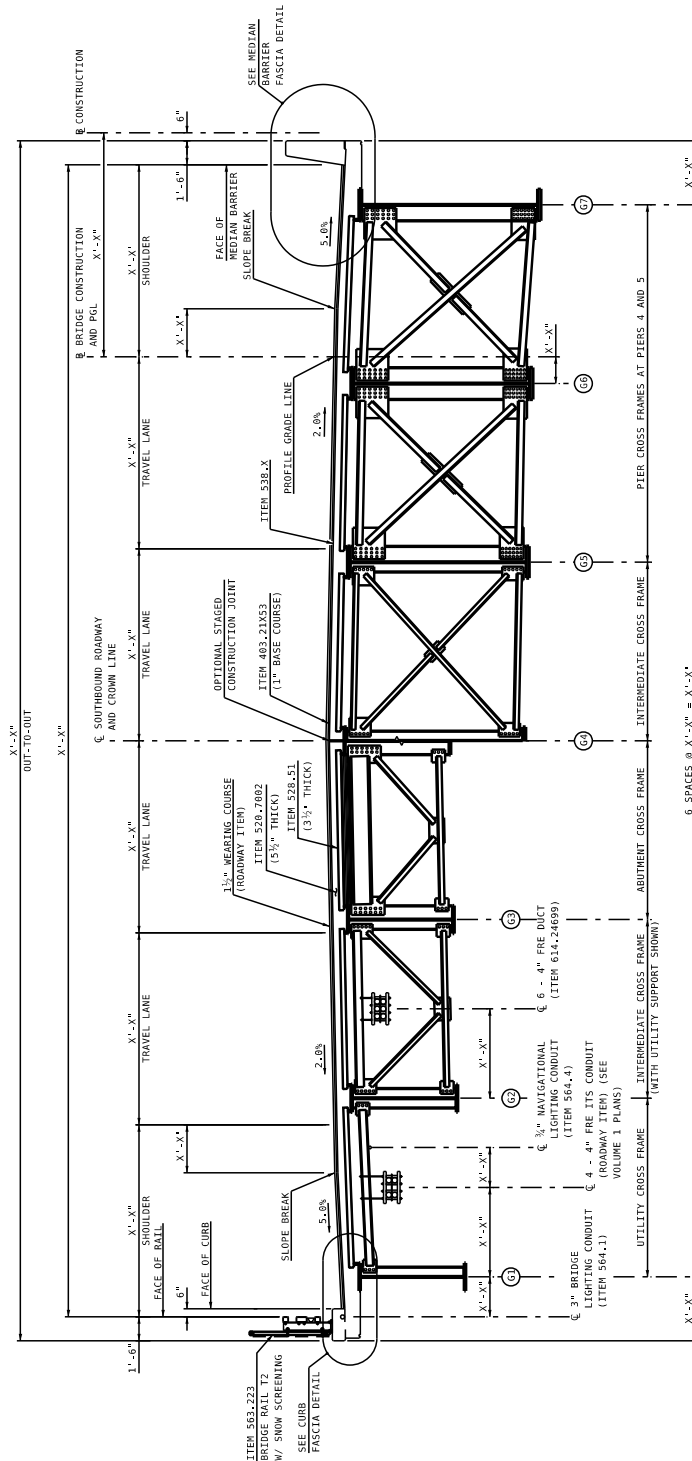 X'-X"
OUT-TO-OUT
X'-X"
℄ SOUTHBOUND ROADWAY
AND CROWN LINE
B BRIDGE CONSTRUCTION
AND PGL
X'-X"
B CONSTRUCTION
1'-6"
X'-X"
SHOULDER
X'-X"
TRAVEL LANE
X'-X"
TRAVEL LANE
X'-X"
TRAVEL LANE
X'-X"
TRAVEL LANE
X'-X'
SHOULDER
1'-6"
6"
6"
FACE OF RAIL
FACE OF CURB
X'-X"
X'-X"
ITEM 563.223
BRIDGE RAIL T2
W/ SNOW SCREENING
SEE CURB
FASCIA DETAIL
SLOPE BREAK
5.0%
2.0%
1½" WEARING COURSE
(ROADWAY ITEM)
ITEM 520.7002
(5½" THICK)
ITEM 528.51
(3½" THICK)
OPTIONAL STAGED
CONSTRUCTION JOINT
ITEM 403.21X53
(1" BASE COURSE)
ITEM 538.X
PROFILE GRADE LINE
2.0%
FACE OF
MEDIAN BARRIER
SLOPE BREAK
5.0%
SEE MEDIAN
BARRIER
FASCIA DETAIL
X'-X"
X'-X"
X'-X"
X'-X"
X'-X"
G1
G2
G3
G4
G5
G6
G7
℄ 3" BRIDGE
LIGHTING CONDUIT
(ITEM 564.1)
℄ 4 - 4" FRE ITS CONDUIT
(ROADWAY ITEM) (SEE
VOLUME 1 PLANS)
℄ ¾" NAVIGATIONAL
LIGHTING CONDUIT
(ITEM 564.4)
℄ 6 - 4" FRE DUCT
(ITEM 614.24699)
UTILITY CROSS FRAME
INTERMEDIATE CROSS FRAME
(WITH UTILITY SUPPORT SHOWN)
ABUTMENT CROSS FRAME
INTERMEDIATE CROSS FRAME
PIER CROSS FRAMES AT PIERS 4 AND 5
X'-X"
6 SPACES @ X'-X" = X'-X"
X'-X"